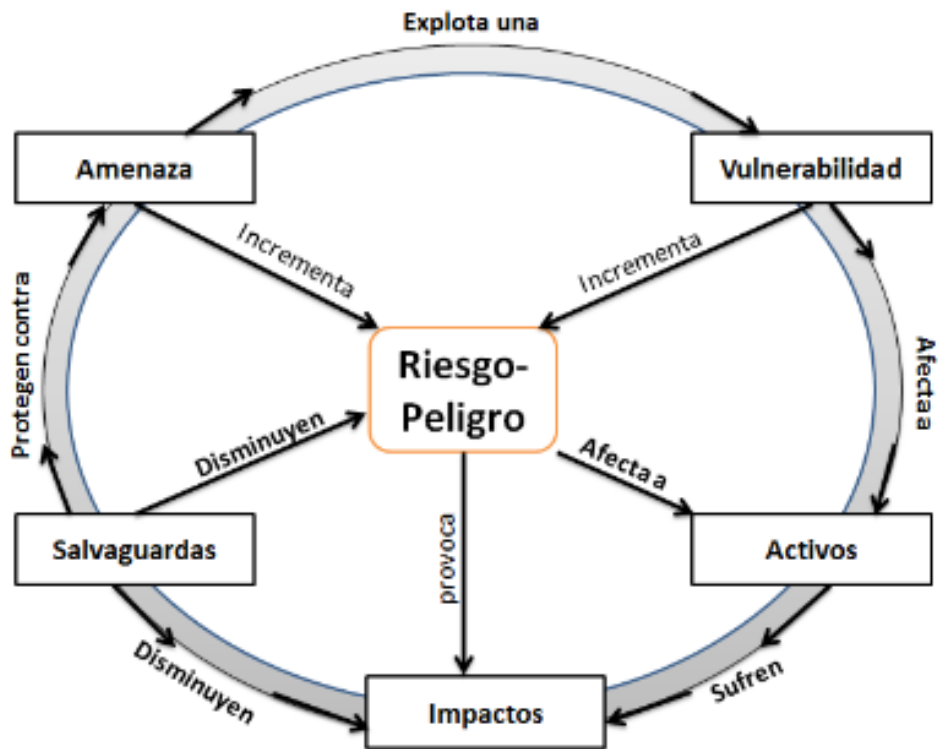 Explota una
Amenaza
Vulnerabilidad
Incrementa
Incrementa
Protegen contra
Riesgo-
Peligro
Afecta a
Disminuyen
Afecta a
Salvaguardas
provoca
Activos
Disminuyen
Impactos
Sufren